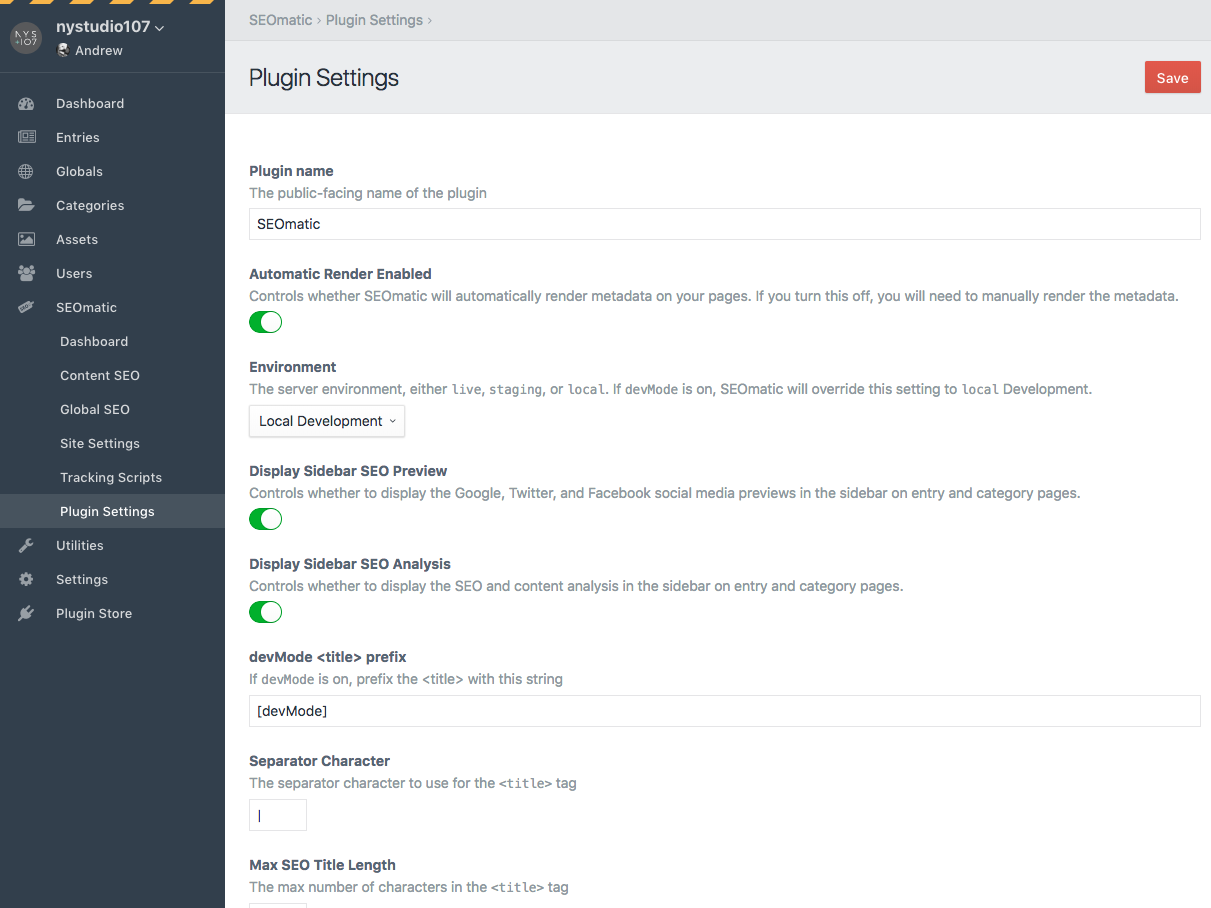 NYS
+107
nystudio107
Andrew
Dashboard
Entries
Globals
Categories
Assets
Users
SEOmatic
Dashboard
Content SEO
Global SEO
Site Settings
Tracking Scripts
Plugin Settings
Utilities
Settings
Plugin Store
SEOmatic › Plugin Settings ›
Plugin Settings
Save
Plugin name
The public-facing name of the plugin
SEOmatic
Automatic Render Enabled
Controls whether SEOmatic will automatically render metadata on your pages. If you turn this off, you will need to manually render the metadata.
Environment
The server environment, either live, staging, or local. If devMode is on, SEOmatic will override this setting to local Development.
Local Development
Display Sidebar SEO Preview
Controls whether to display the Google, Twitter, and Facebook social media previews in the sidebar on entry and category pages.
Display Sidebar SEO Analysis
Controls whether to display the SEO and content analysis in the sidebar on entry and category pages.
devMode <title> prefix
If devMode is on, prefix the <title> with this string
[devMode]
Separator Character
The separator character to use for the <title> tag
|
Max SEO Title Length
The max number of characters in the <title> tag